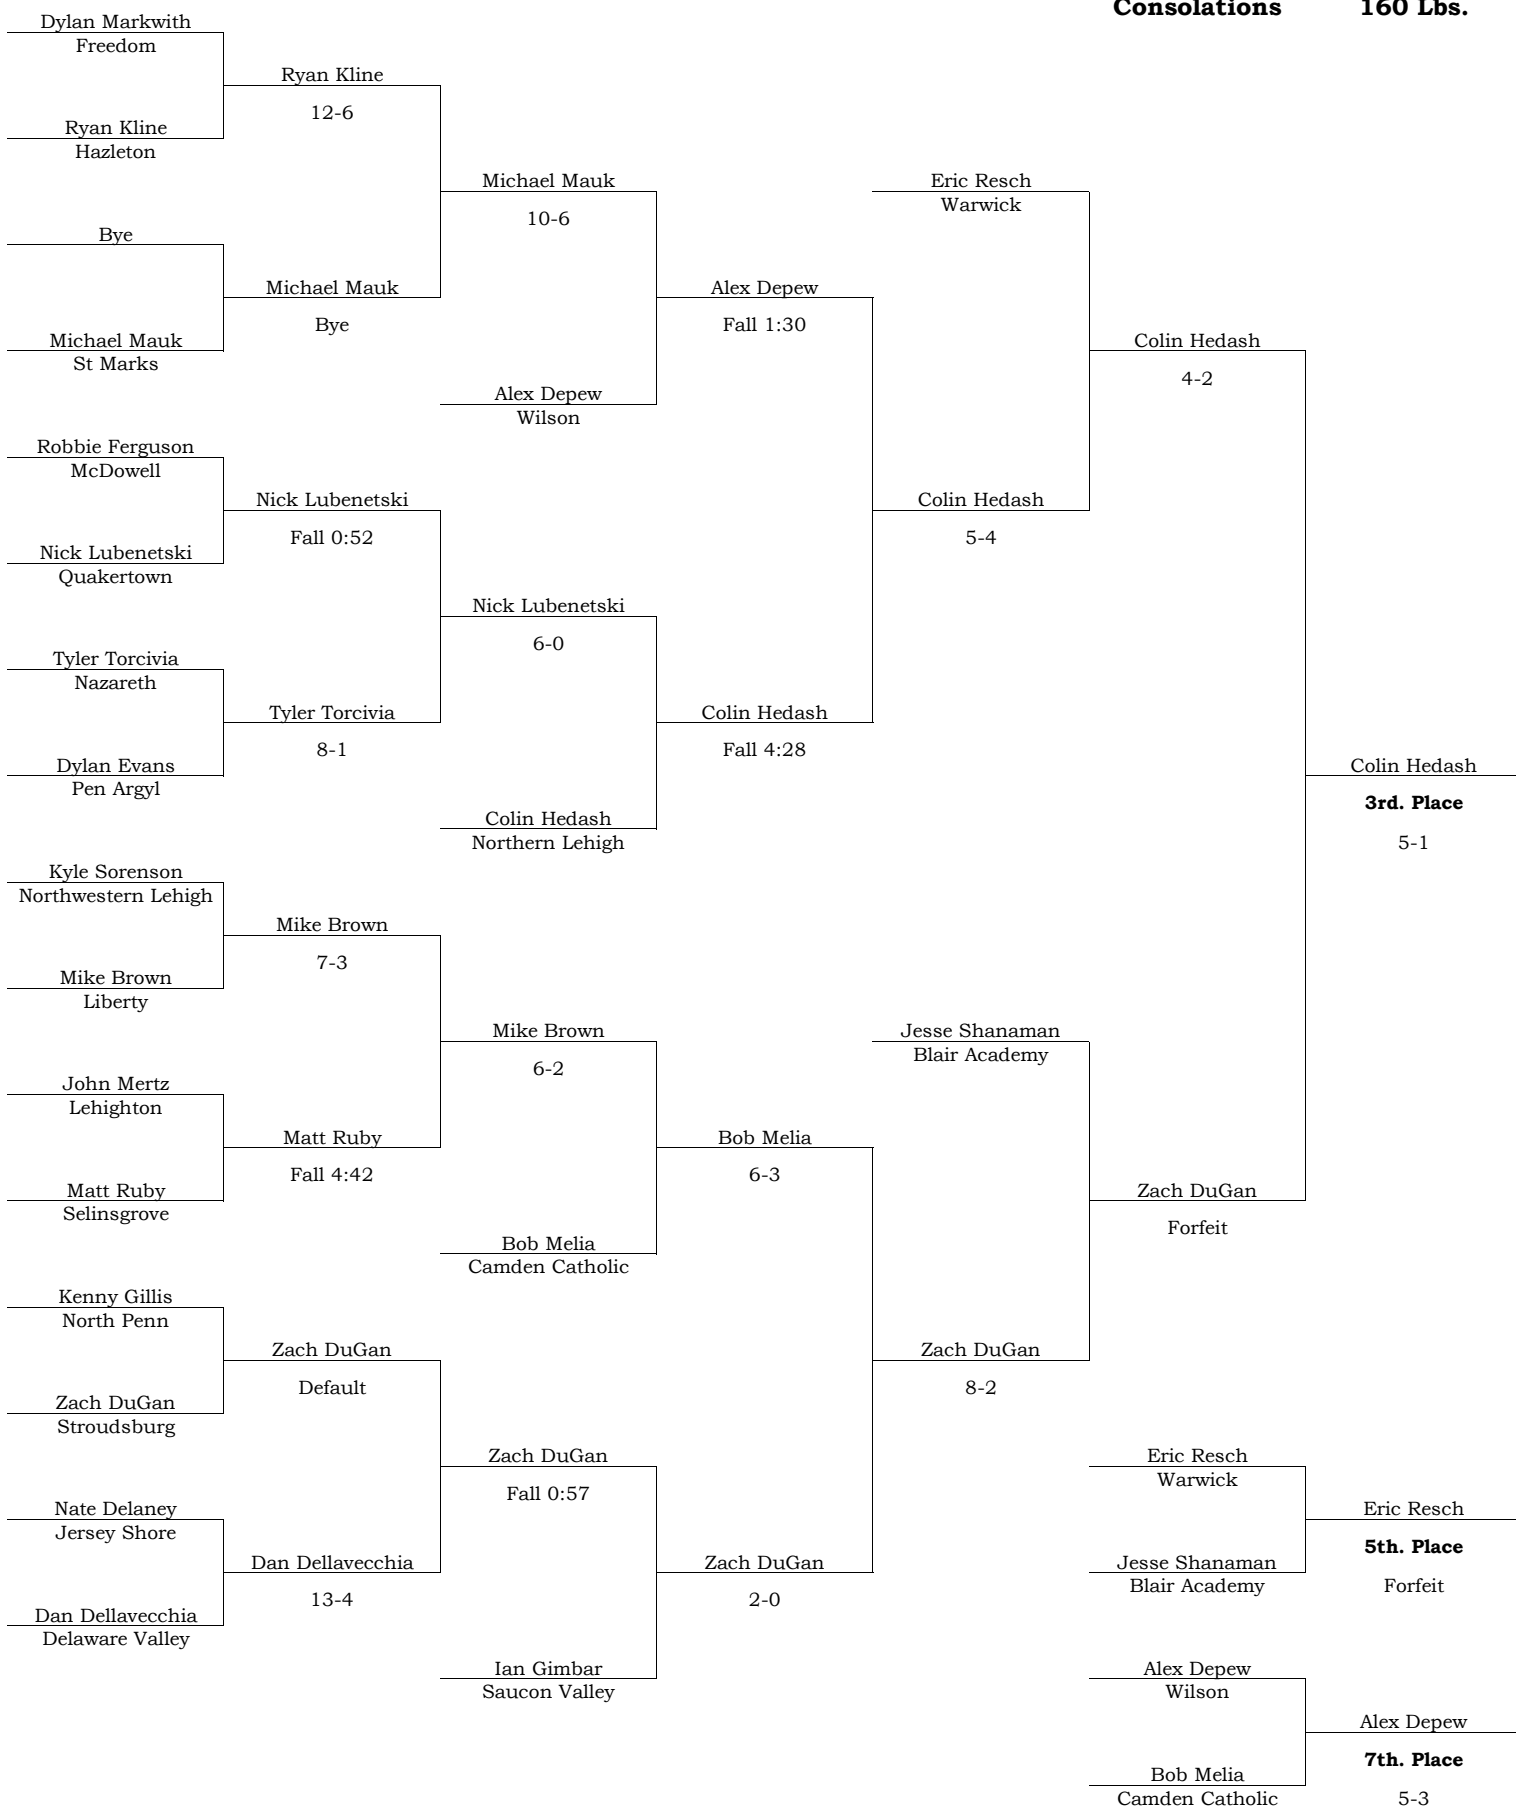 Consolations 160 Lbs.
Dylan Markwith
Freedom
Ryan Kline
12-6
Ryan Kline
Hazleton
Michael Mauk
10-6
Eric Resch
Warwick
Bye
Michael Mauk
Bye
Alex Depew
Fall 1:30
Michael Mauk
St Marks
Colin Hedash
4-2
Alex Depew
Wilson
Robbie Ferguson
McDowell
Nick Lubenetski
Fall 0:52
Colin Hedash
5-4
Nick Lubenetski
Quakertown
Nick Lubenetski
6-0
Tyler Torcivia
Nazareth
Tyler Torcivia
8-1
Colin Hedash
Fall 4:28
Dylan Evans
Pen Argyl
Colin Hedash
3rd. Place
5-1
Colin Hedash
Northern Lehigh
Kyle Sorenson
Northwestern Lehigh
Mike Brown
7-3
Mike Brown
Liberty
Mike Brown
6-2
Jesse Shanaman
Blair Academy
John Mertz
Lehighton
Matt Ruby
Fall 4:42
Bob Melia
6-3
Matt Ruby
Selinsgrove
Zach DuGan
Forfeit
Bob Melia
Camden Catholic
Kenny Gillis
North Penn
Zach DuGan
Default
Zach DuGan
8-2
Zach DuGan
Stroudsburg
Zach DuGan
Fall 0:57
Eric Resch
Warwick
Nate Delaney
Jersey Shore
Eric Resch
5th. Place
Forfeit
Dan Dellavecchia
13-4
Zach DuGan
2-0
Jesse Shanaman
Blair Academy
Dan Dellavecchia
Delaware Valley
Ian Gimbar
Saucon Valley
Alex Depew
Wilson
Alex Depew
7th. Place
5-3
Bob Melia
Camden Catholic